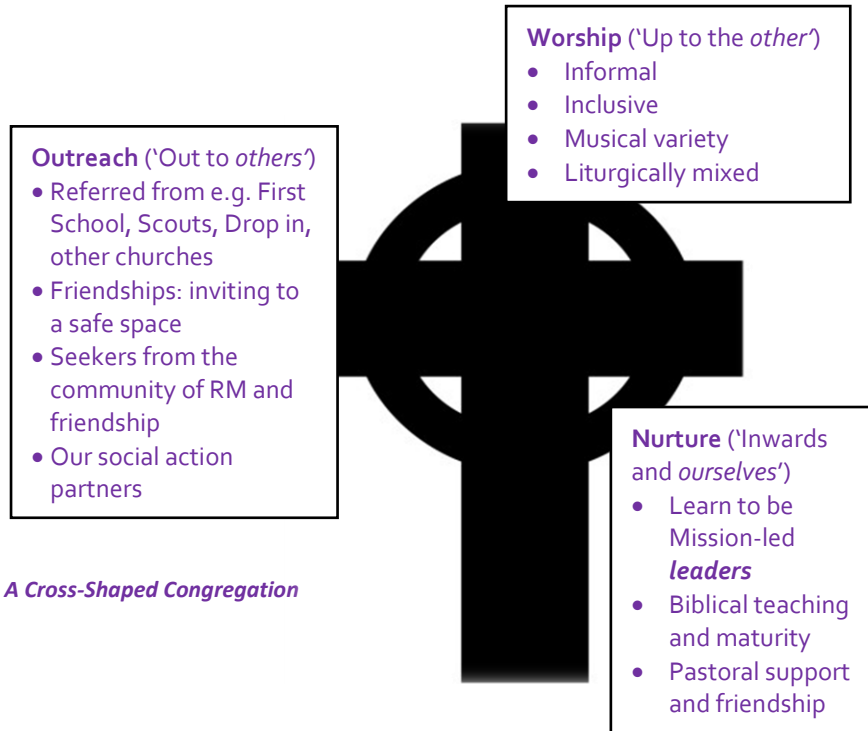 Worship (‘Up to the other’)
• Informal
• Inclusive
• Musical variety
• Liturgically mixed
Outreach (‘Out to others’)
• Referred from e.g. First
School, Scouts, Drop in,
other churches
• Friendships: inviting to
a safe space
• Seekers from the
community of RM and
friendship
• Our social action
partners
Nurture (‘Inwards
and ourselves’)
• Learn to be
Mission-led
leaders
• Biblical teaching
and maturity
• Pastoral support
and friendship
A Cross-Shaped Congregation